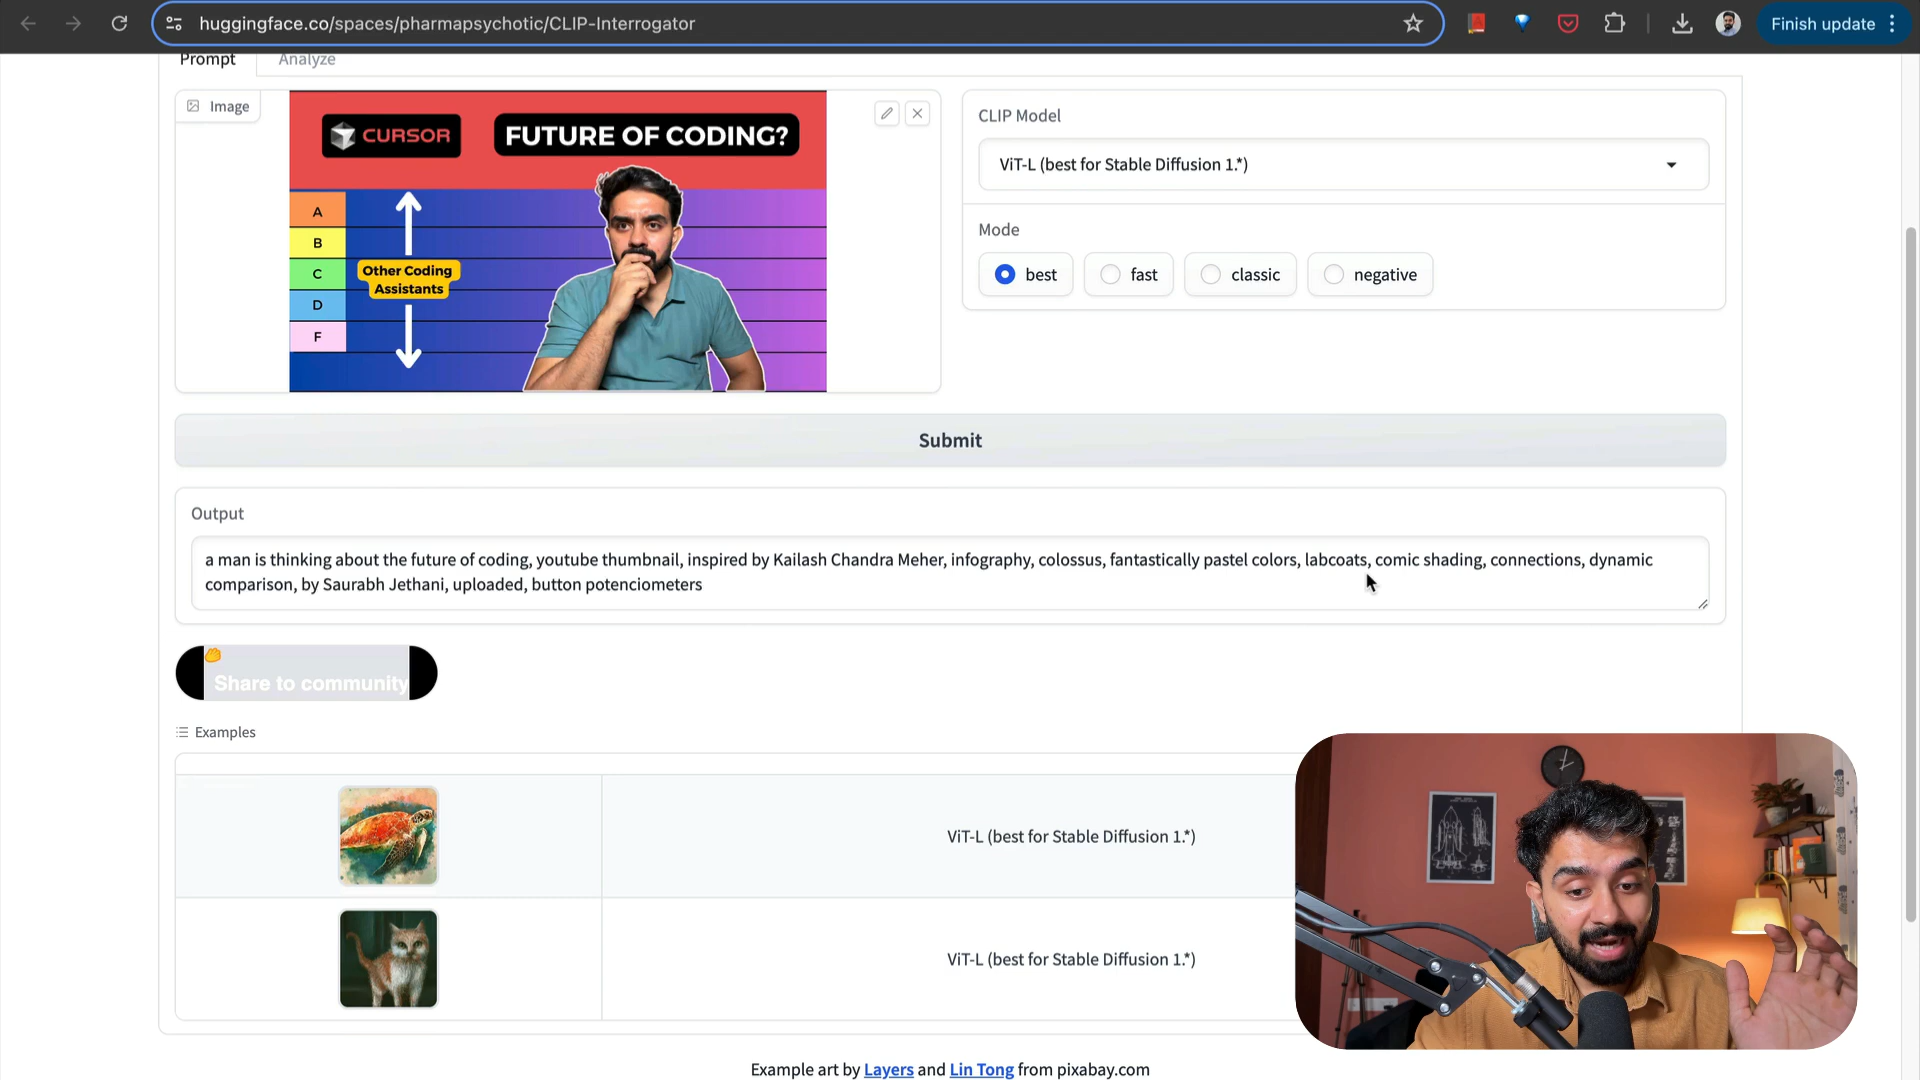 huggingface.co/spaces/pharmapsychotic/CLIP-Interrogator
Finish update
Prompt
Analyze
Image
CURSOR
FUTURE OF CODING?
A
B
C
D
F
Other Coding
Assistants
CLIP Model
ViT-L (best for Stable Diffusion 1.*)
Mode
best
fast
classic
negative
Submit
Output
a man is thinking about the future of coding, youtube thumbnail, inspired by Kailash Chandra Meher, infography, colossus, fantastically pastel colors, labcoats, comic shading, connections, dynamic
comparison, by Saurabh Jethani, uploaded, button potenciometers
Share to community
Examples
ViT-L (best for Stable Diffusion 1.*)
ViT-L (best for Stable Diffusion 1.*)
Example art by Layers and Lin Tong from pixabay.com